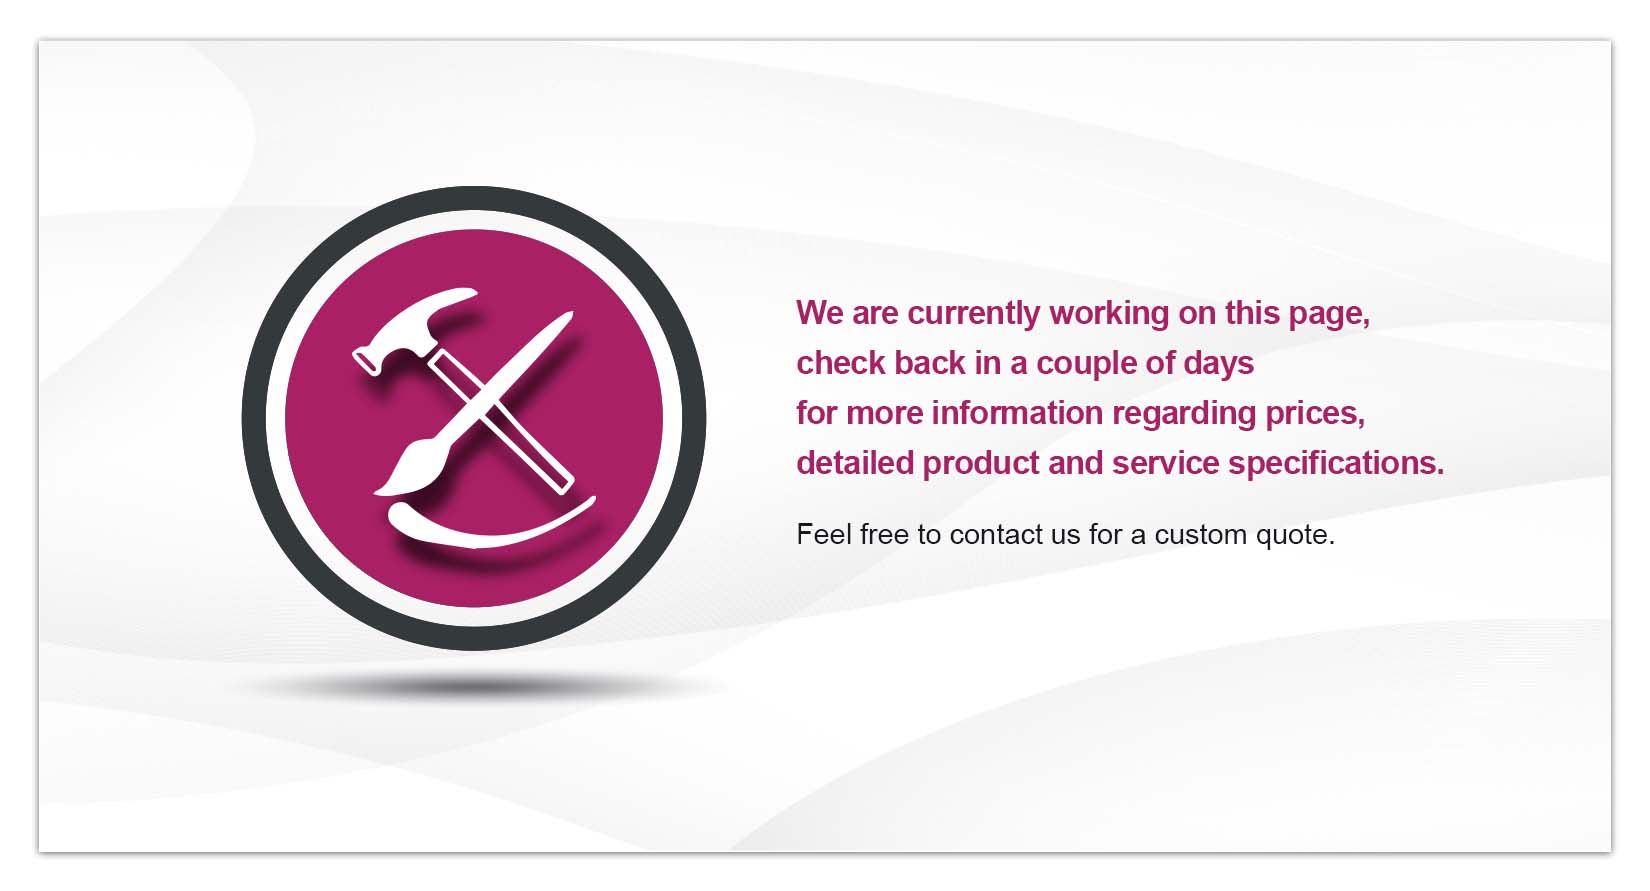 We are currently working on this page,
check back in a couple of days
for more information regarding prices,
detailed product and service specifications.
Feel free to contact us for a custom quote.